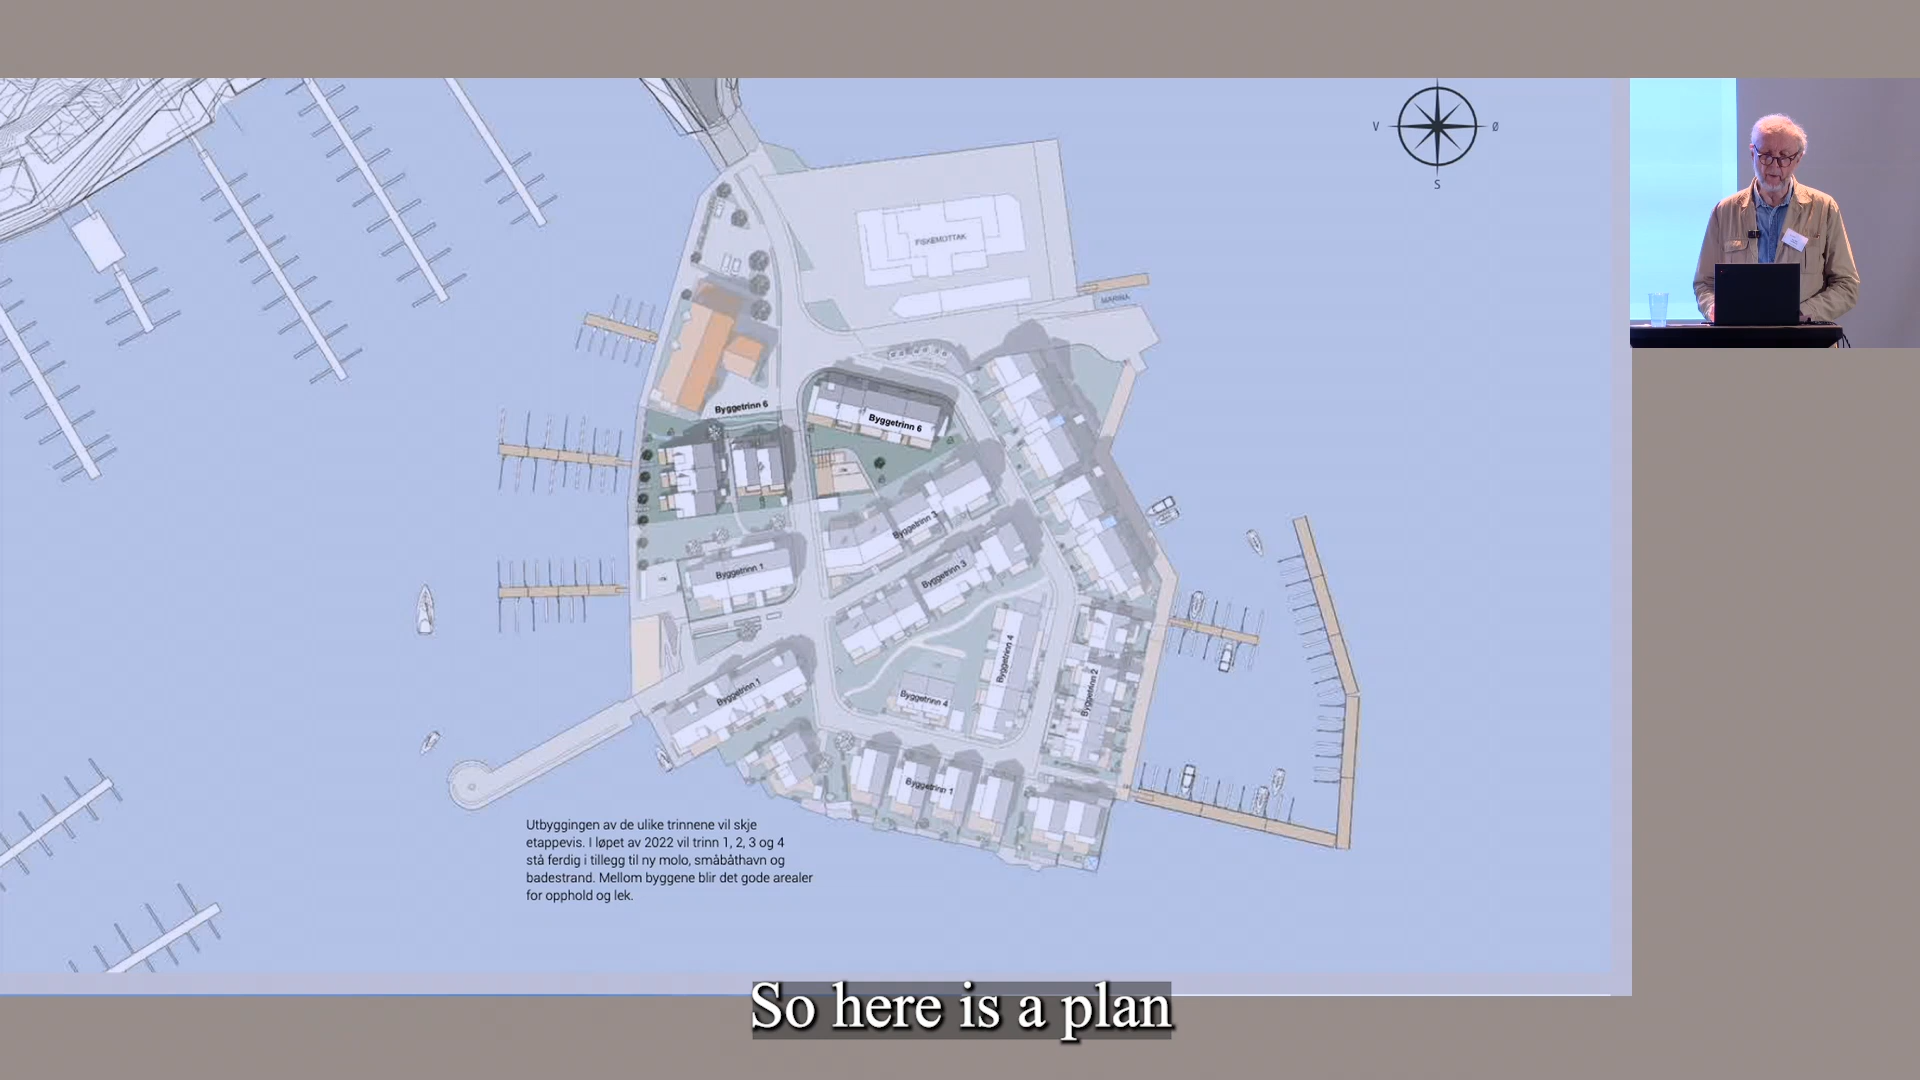 V
Ø
S
FISKEMOTTAK
MARINA
Byggetrinn 6
Byggetrinn 6
Byggetrinn 3
Byggetrinn 1
Byggetrinn 3
Byggetrinn 4
Byggetrinn 2
Byggetrinn 1
Byggetrinn 4
Byggetrinn 1
Utbyggingen av de ulike trinnene vil skje
etappevis. I løpet av 2022 vil trinn 1, 2, 3 og 4
stå ferdig i tillegg til ny molo, småbåthavn og
badestrand. Mellom byggene blir det gode arealer
for opphold og lek.
So here is a plan